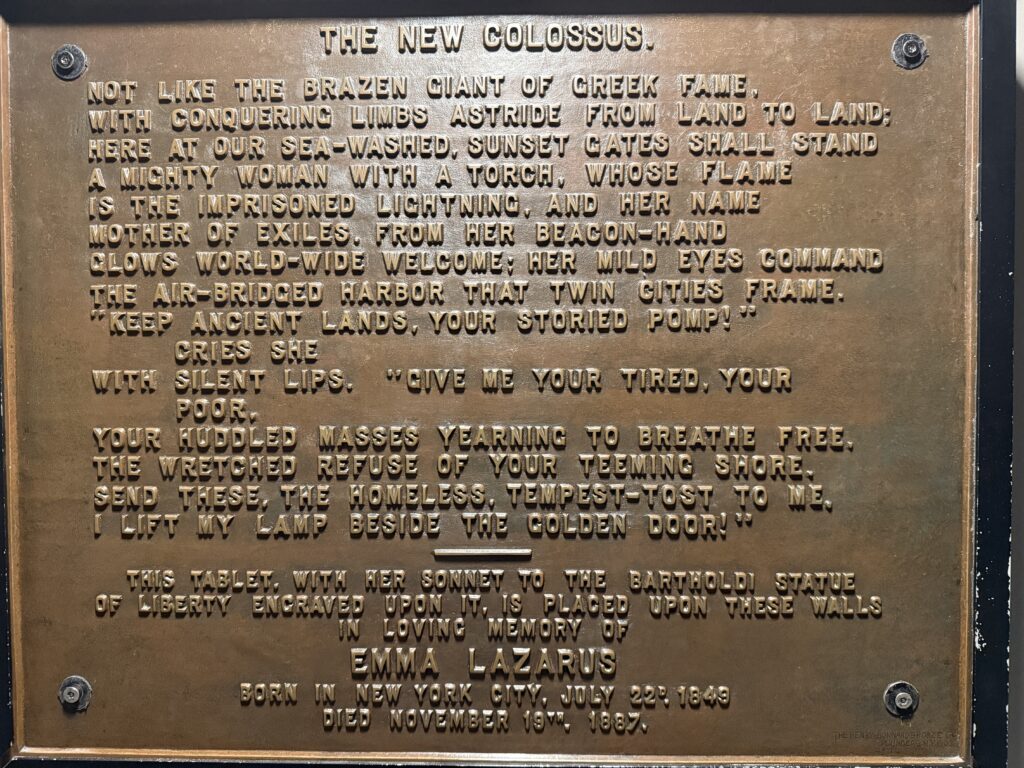 THE NEW COLOSSUS.
NOT LIKE THE BRAZEN GIANT OF GREEK FAME,
WITH CONQUERING LIMBS ASTRIDE FROM LAND TO LAND;
HERE AT OUR SEA-WASHED, SUNSET GATES SHALL STAND
A MIGHTY WOMAN WITH A TORCH, WHOSE FLAME
IS THE IMPRISONED LIGHTNING, AND HER NAME
MOTHER OF EXILES. FROM HER BEACON-HAND
GLOWS WORLD-WIDE WELCOME; HER MILD EYES COMMAND
THE AIR-BRIDGED HARBOR THAT TWIN CITIES FRAME.
"KEEP ANCIENT LANDS, YOUR STORIED POMP!"
CRIES SHE
WITH SILENT LIPS. "GIVE ME YOUR TIRED, YOUR
POOR,
YOUR HUDDLED MASSES YEARNING TO BREATHE FREE,
THE WRETCHED REFUSE OF YOUR TEEMING SHORE.
SEND THESE, THE HOMELESS, TEMPEST-TOST TO ME,
I LIFT MY LAMP BESIDE THE GOLDEN DOOR!"
THIS TABLET, WITH HER SONNET TO THE BARTHOLDI STATUE
OF LIBERTY ENGRAVED UPON IT, IS PLACED UPON THESE WALLS
IN LOVING MEMORY OF
EMMA LAZARUS
BORN IN NEW YORK CITY, JULY 22D, 1849
DIED NOVEMBER 19TH, 1887.
THE HENRY BONNARD BRONZE